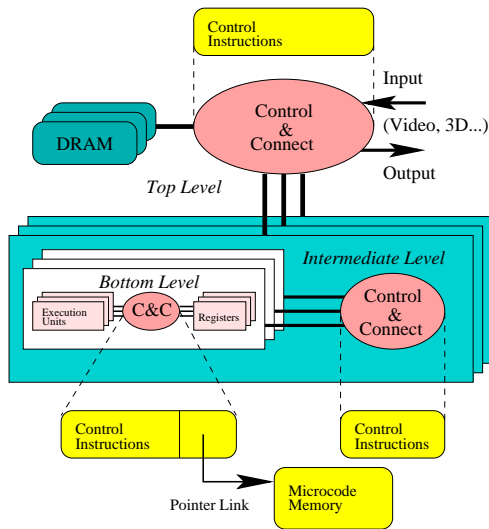 Control
Instructions
Input
Control
&
Connect
(Video, 3D...)
DRAM
Output
Top Level
Intermediate Level
Bottom Level
Execution
Units
C&C
Registers
Control
&
Connect
Control
Instructions
Control
Instructions
Pointer Link
Microcode
Memory